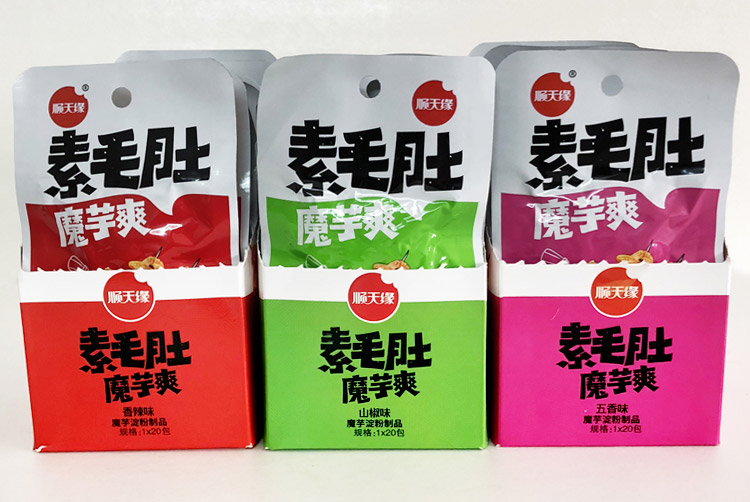 顺天缘®
素毛肚
魔芋爽
顺天缘
素毛肚
魔芋爽
香辣味
魔芋淀粉制品
规格:1x20包
顺天缘®
素毛肚
魔芋爽
顺天缘
素毛肚
魔芋爽
山椒味
魔芋淀粉制品
规格:1x20包
顺天缘®
素毛肚
魔芋爽
顺天缘
素毛肚
魔芋爽
五香味
魔芋淀粉制品
规格:1x20包